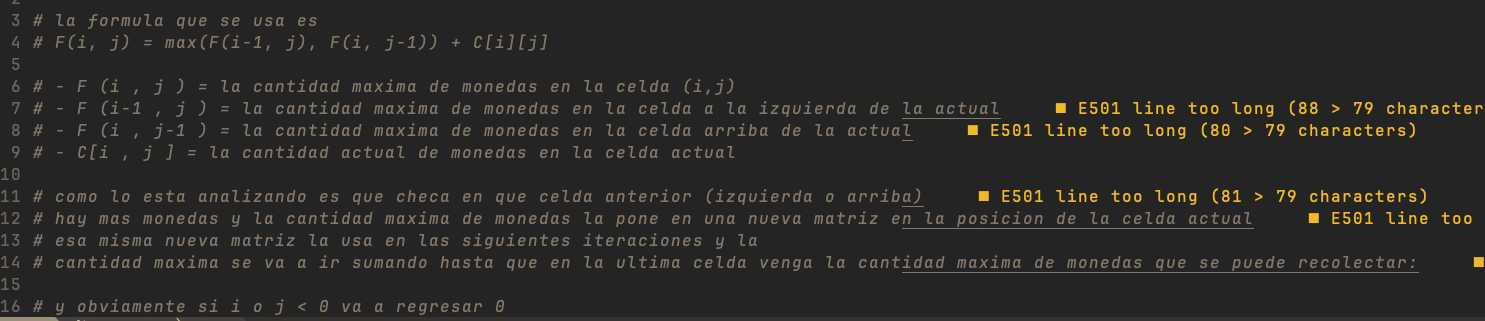 3 # la formula que se usa es
4 # F(i, j) = max(F(i-1, j), F(i, j-1)) + C[i][j]
5
6 # - F (i , j ) = la cantidad maxima de monedas en la celda (i,j)
7 # - F (i-1 , j ) = la cantidad maxima de monedas en la celda a la izquierda de la actual ■ E501 line too long (88 > 79 character
8 # - F (i , j-1 ) = la cantidad maxima de monedas en la celda arriba de la actual ■ E501 line too long (80 > 79 characters)
9 # - C[i , j ] = la cantidad actual de monedas en la celda actual
10
11 # como lo esta analizando es que checa en que celda anterior (izquierda o arriba) ■ E501 line too long (81 > 79 characters)
12 # hay mas monedas y la cantidad maxima de monedas la pone en una nueva matriz en la posicion de la celda actual ■ E501 line too
13 # esa misma nueva matriz la usa en las siguientes iteraciones y la
14 # cantidad maxima se va a ir sumando hasta que en la ultima celda venga la cantidad maxima de monedas que se puede recolectar: ■
15
16 # y obviamente si i o j < 0 va a regresar 0